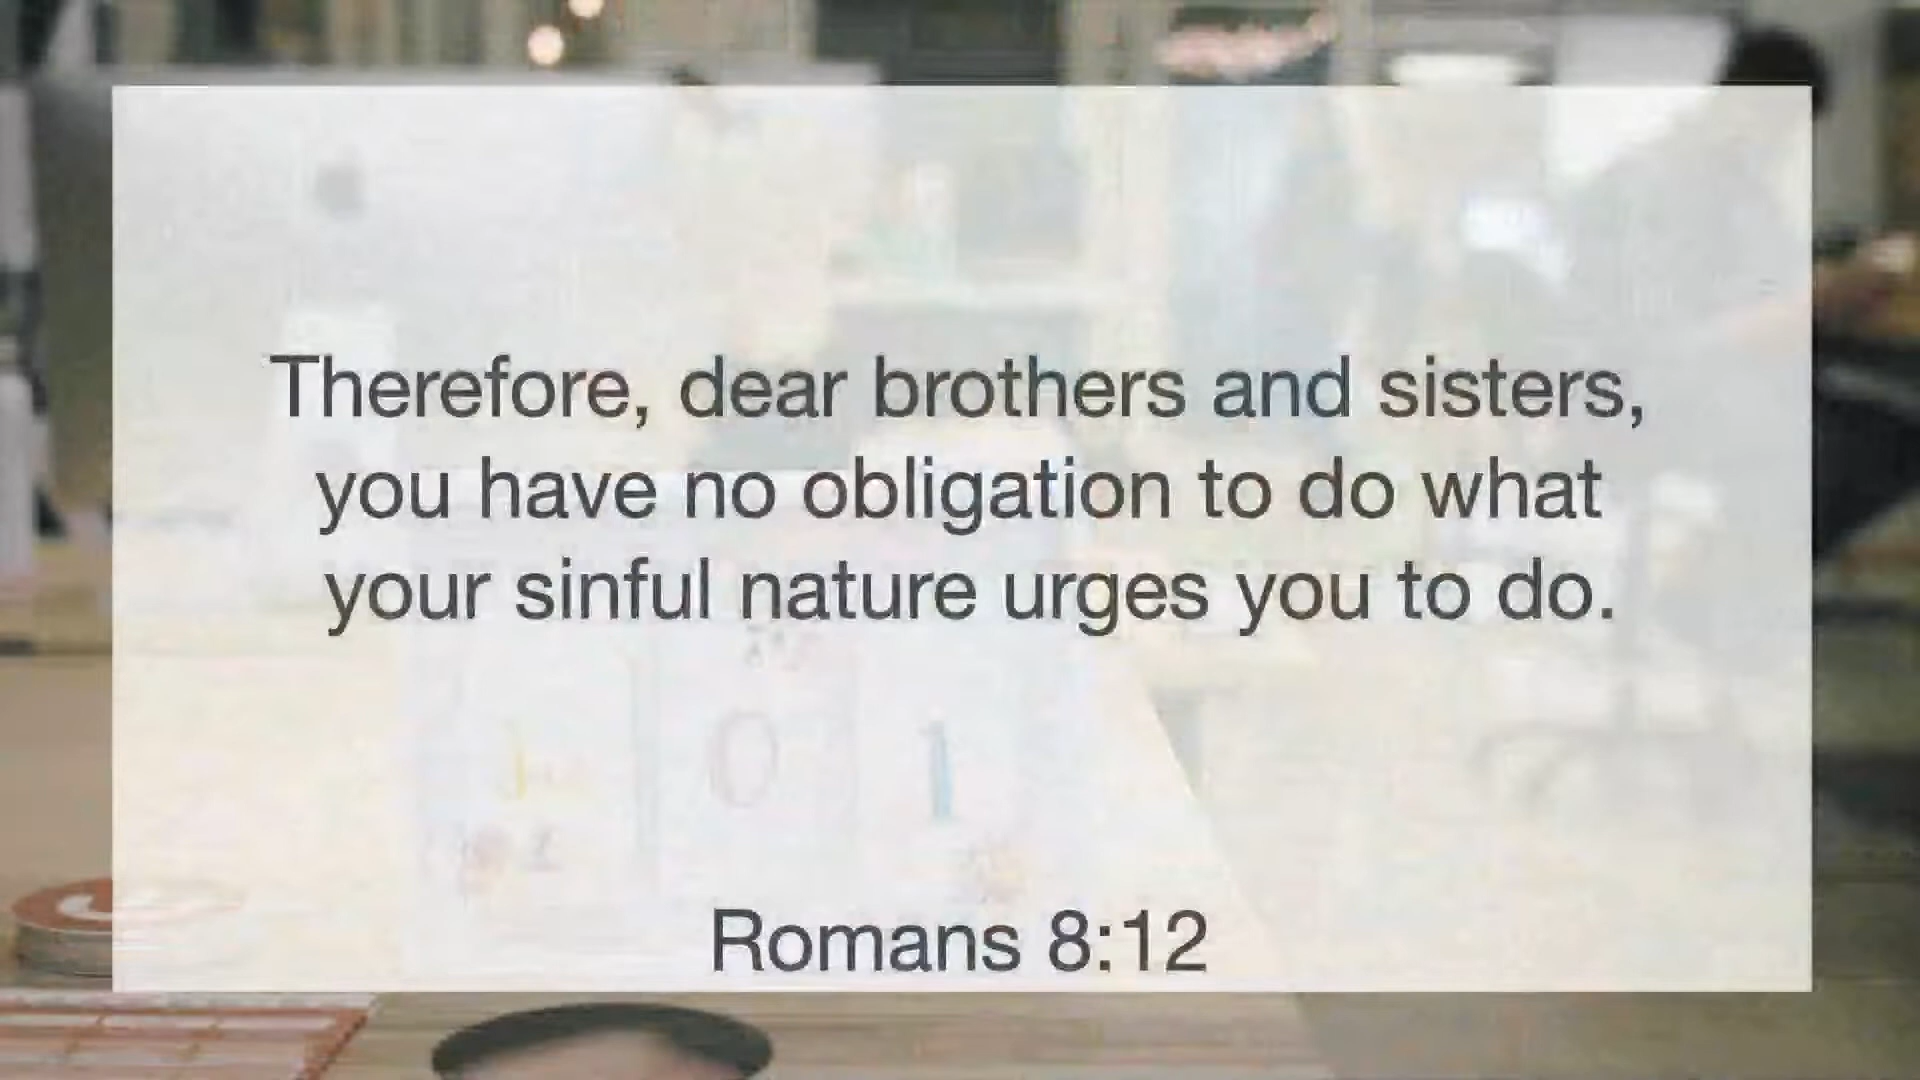 Therefore, dear brothers and sisters,
you have no obligation to do what
your sinful nature urges you to do.
Romans 8:12